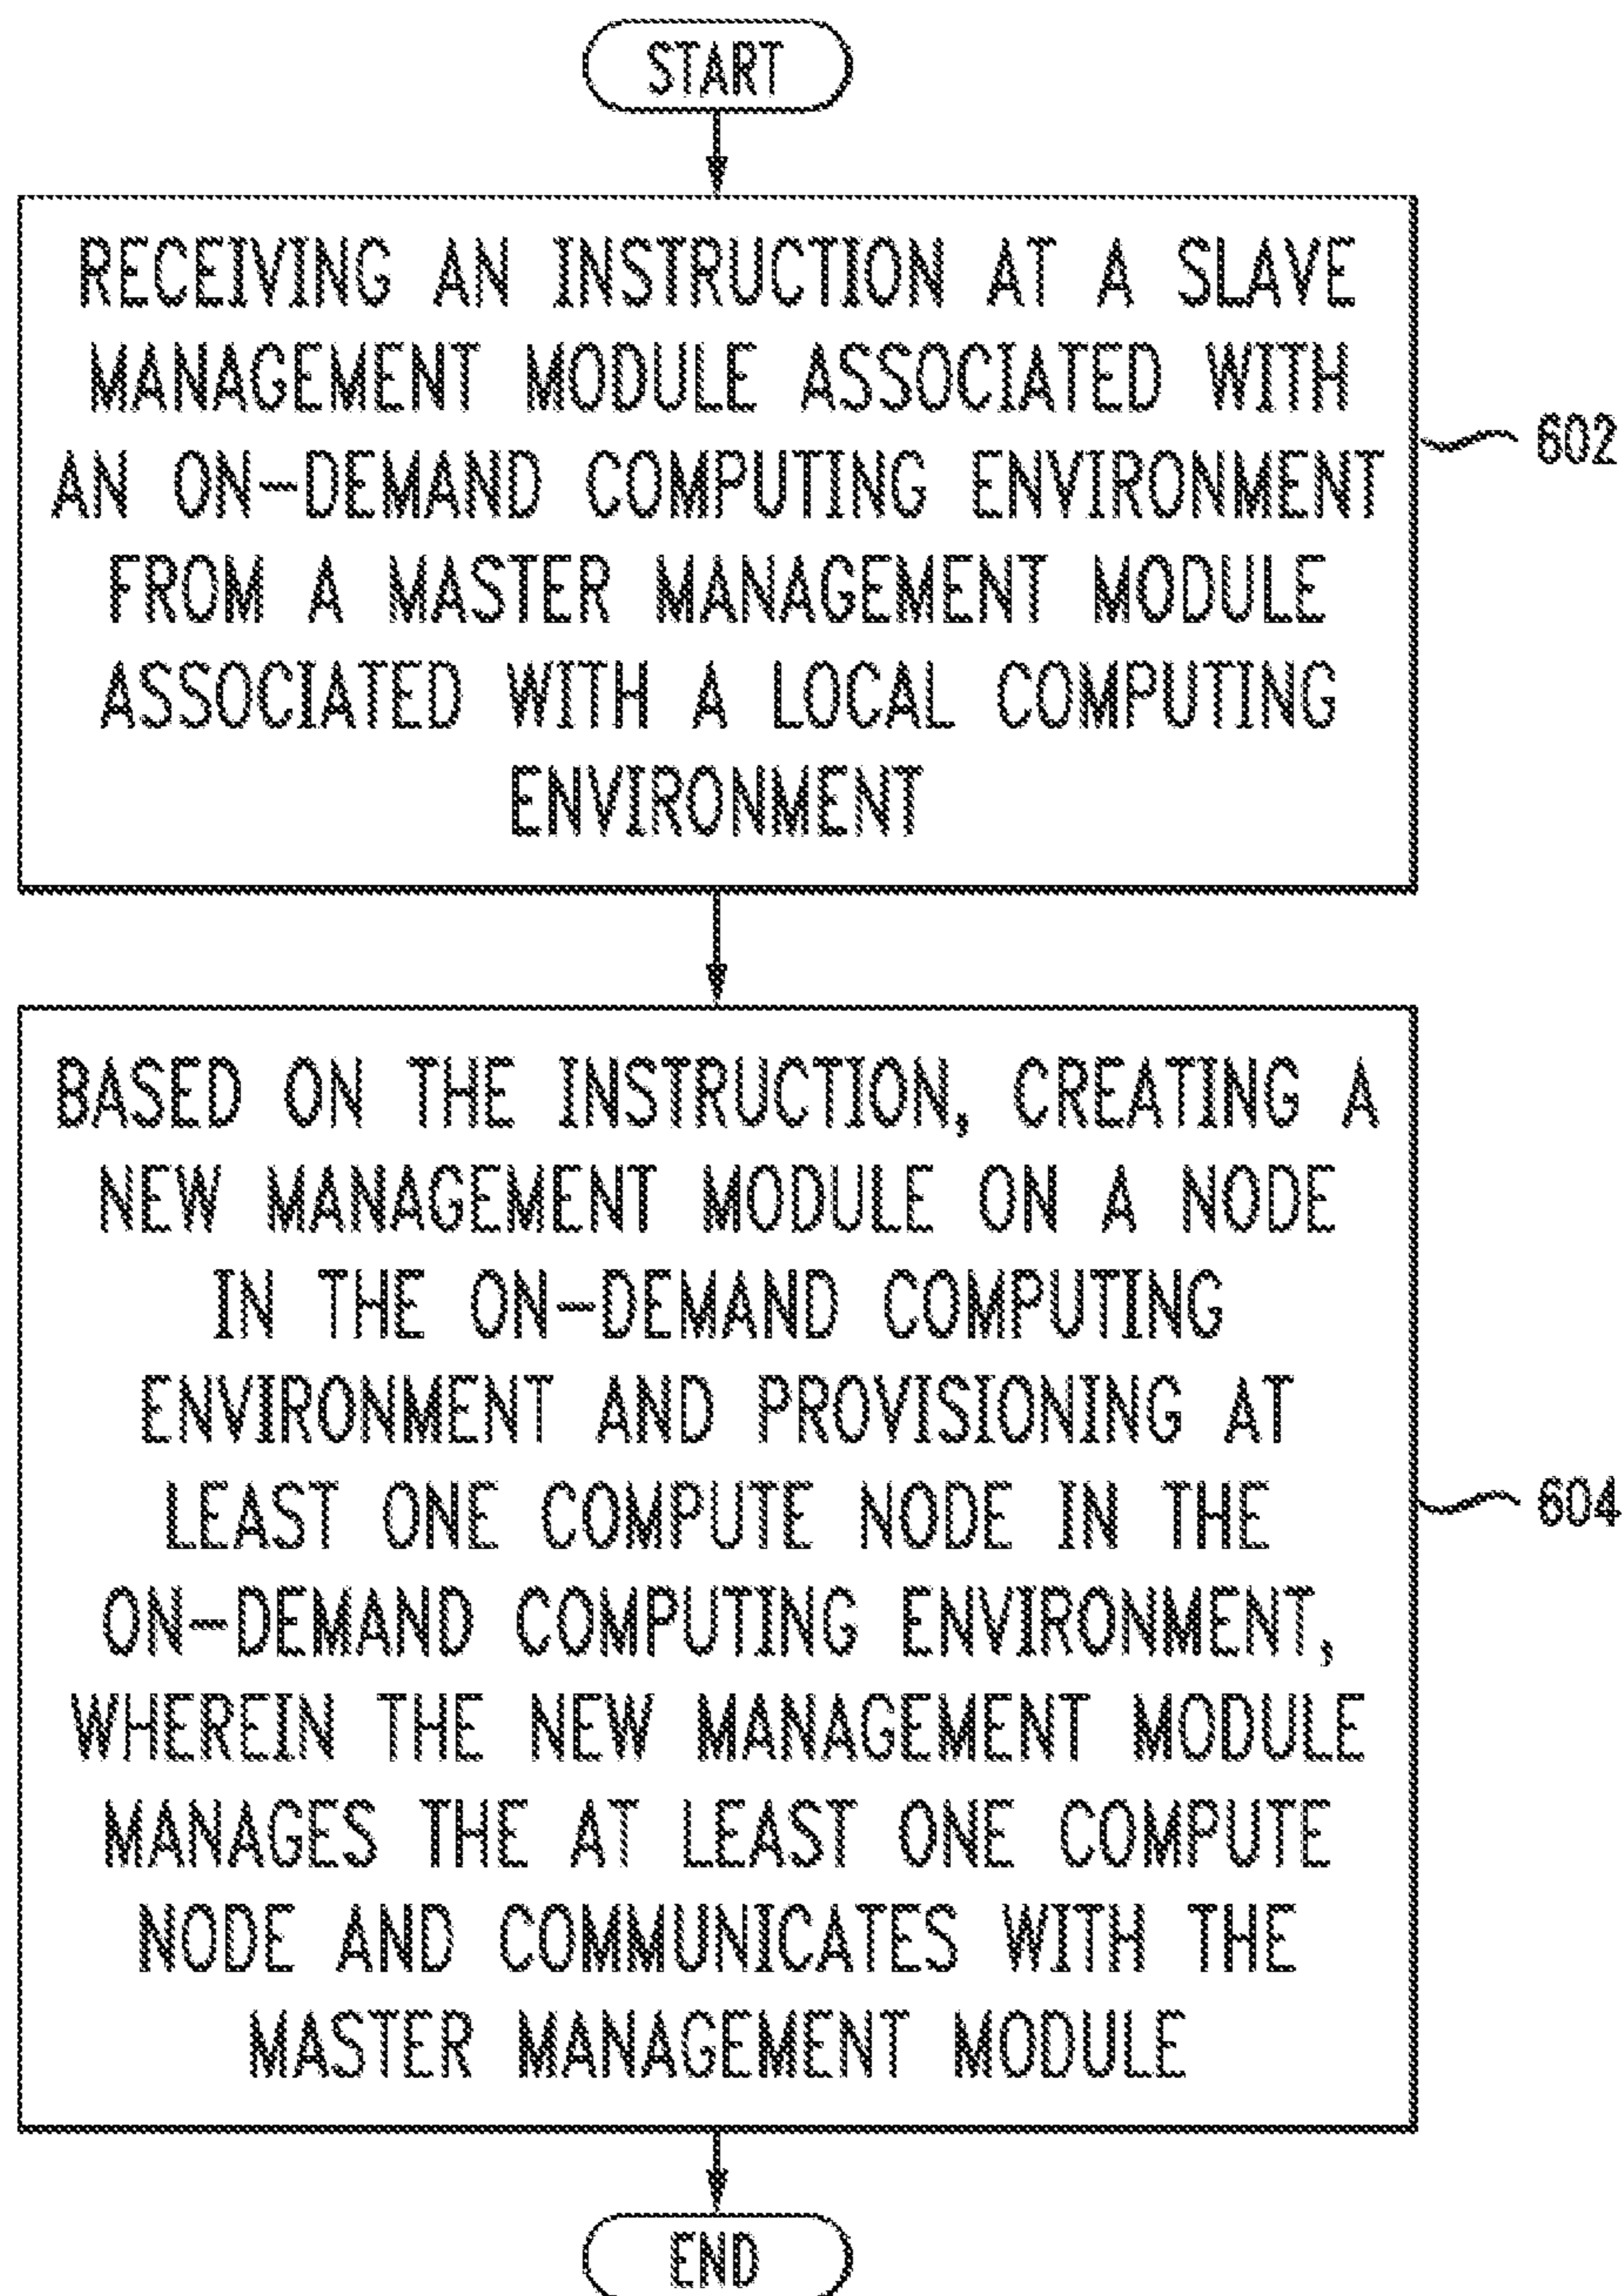 START
RECEIVING AN INSTRUCTION AT A SLAVE
MANAGEMENT MODULE ASSOCIATED WITH
AN ON-DEMAND COMPUTING ENVIRONMENT
FROM A MASTER MANAGEMENT MODULE
ASSOCIATED WITH A LOCAL COMPUTING
ENVIRONMENT
602
BASED ON THE INSTRUCTION, CREATING A
NEW MANAGEMENT MODULE ON A NODE
IN THE ON-DEMAND COMPUTING
ENVIRONMENT AND PROVISIONING AT
LEAST ONE COMPUTE NODE IN THE
ON-DEMAND COMPUTING ENVIRONMENT,
WHEREIN THE NEW MANAGEMENT MODULE
MANAGES THE AT LEAST ONE COMPUTE
NODE AND COMMUNICATES WITH THE
MASTER MANAGEMENT MODULE
604
END